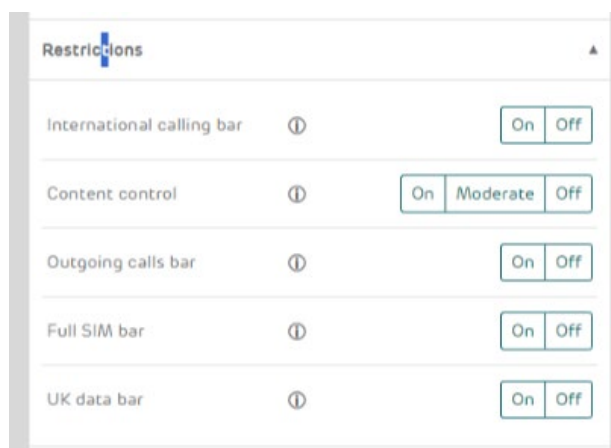 Restrictions
International calling bar On Off
Content control On Moderate Off
Outgoing calls bar On Off
Full SIM bar On Off
UK data bar On Off